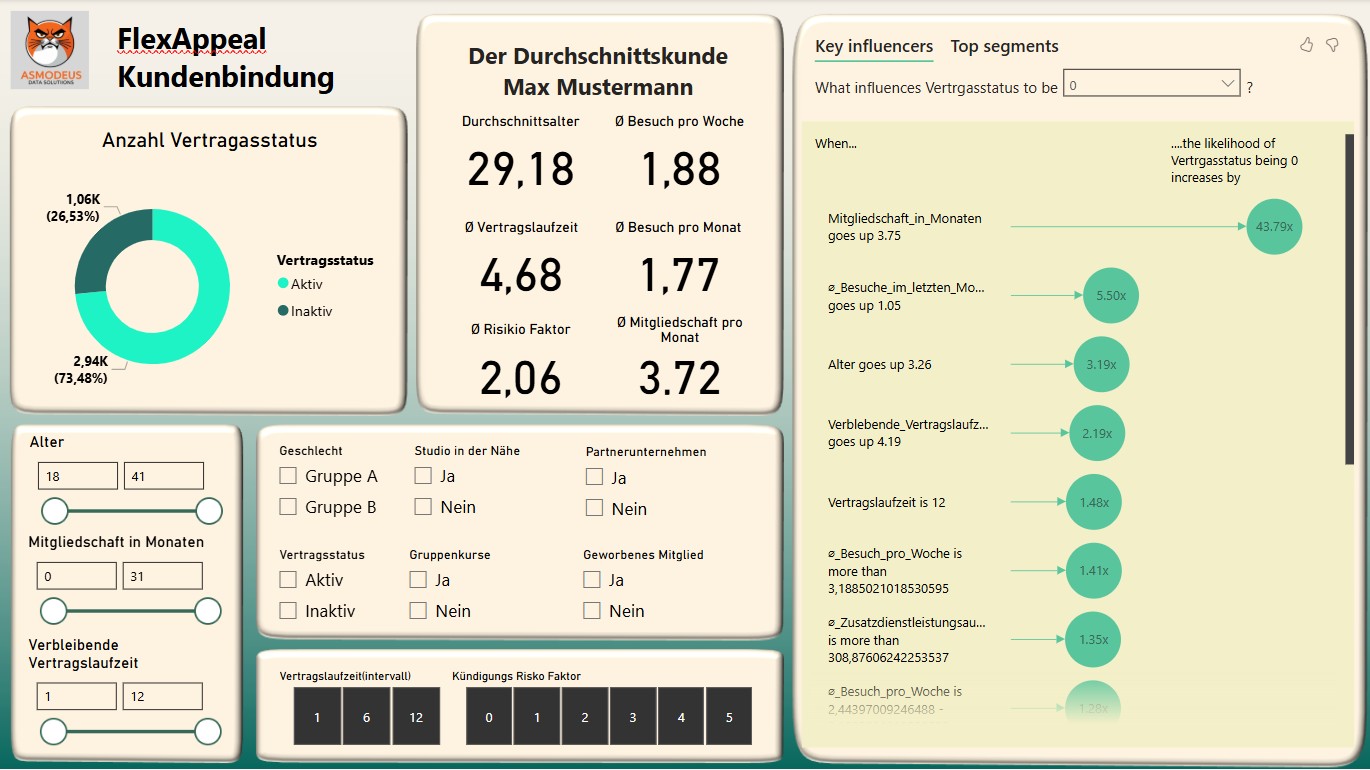 ASMODEUS
DATA SOLUTIONS
FlexAppeal
Kundenbindung
Anzahl Vertragasstatus
1,06K
(26,53%)
2,94K
(73,48%)
Vertragsstatus
Aktiv
Inaktiv
Der Durchschnittskunde
Max Mustermann
Durchschnittsalter
29,18
Ø Besuch pro Woche
1,88
Ø Vertragslaufzeit
4,68
Ø Besuch pro Monat
1,77
Ø Risikio Faktor
2,06
Ø Mitgliedschaft pro
Monat
3,72
Alter
18 41
Mitgliedschaft in Monaten
0 31
Verbleibende
Vertragslaufzeit
1 12
Geschlecht
Gruppe A
Gruppe B
Studio in der Nähe
Ja
Nein
Partnerunternehmen
Ja
Nein
Vertragsstatus
Aktiv
Inaktiv
Gruppenkurse
Ja
Nein
Geworbenes Mitglied
Ja
Nein
Vertragslaufzeit(intervall)
1 6 12
Kündigungs Risko Faktor
0 1 2 3 4 5
Key influencers Top segments
What influences Vertrgasstatus to be 0 ?
When...
....the likelihood of
Vertrgasstatus being 0
increases by
Mitgliedschaft_in_Monaten
goes up 3.75
43.79x
⌀_Besuche_im_letzten_Mo...
goes up 1.05
5.50x
Alter goes up 3.26
3.19x
Verblebende_Vertragslaufz...
goes up 4.19
2.19x
Vertragslaufzeit is 12
1.48x
⌀_Besuch_pro_Woche is
more than
3,1885021018530595
1.41x
⌀_Zusatzdienstleistungsau...
is more than
308,87606242253537
1.35x
⌀_Besuch_pro_Woche is
2,44397009246488 -
1.28x